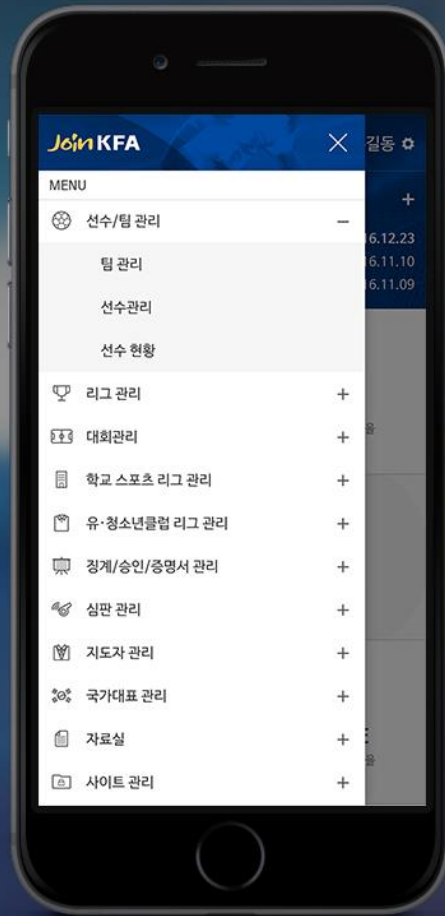 Join KFA
길동
MENU
선수/팀 관리
6.12.23
팀 관리
16.11.10
16.11.09
선수관리
선수 현황
리그 관리
대회관리
학교 스포츠 리그 관리
유·청소년클럽 리그 관리
징계/승인/증명서 관리
심판 관리
지도자 관리
국가대표 관리
자료실
사이트 관리